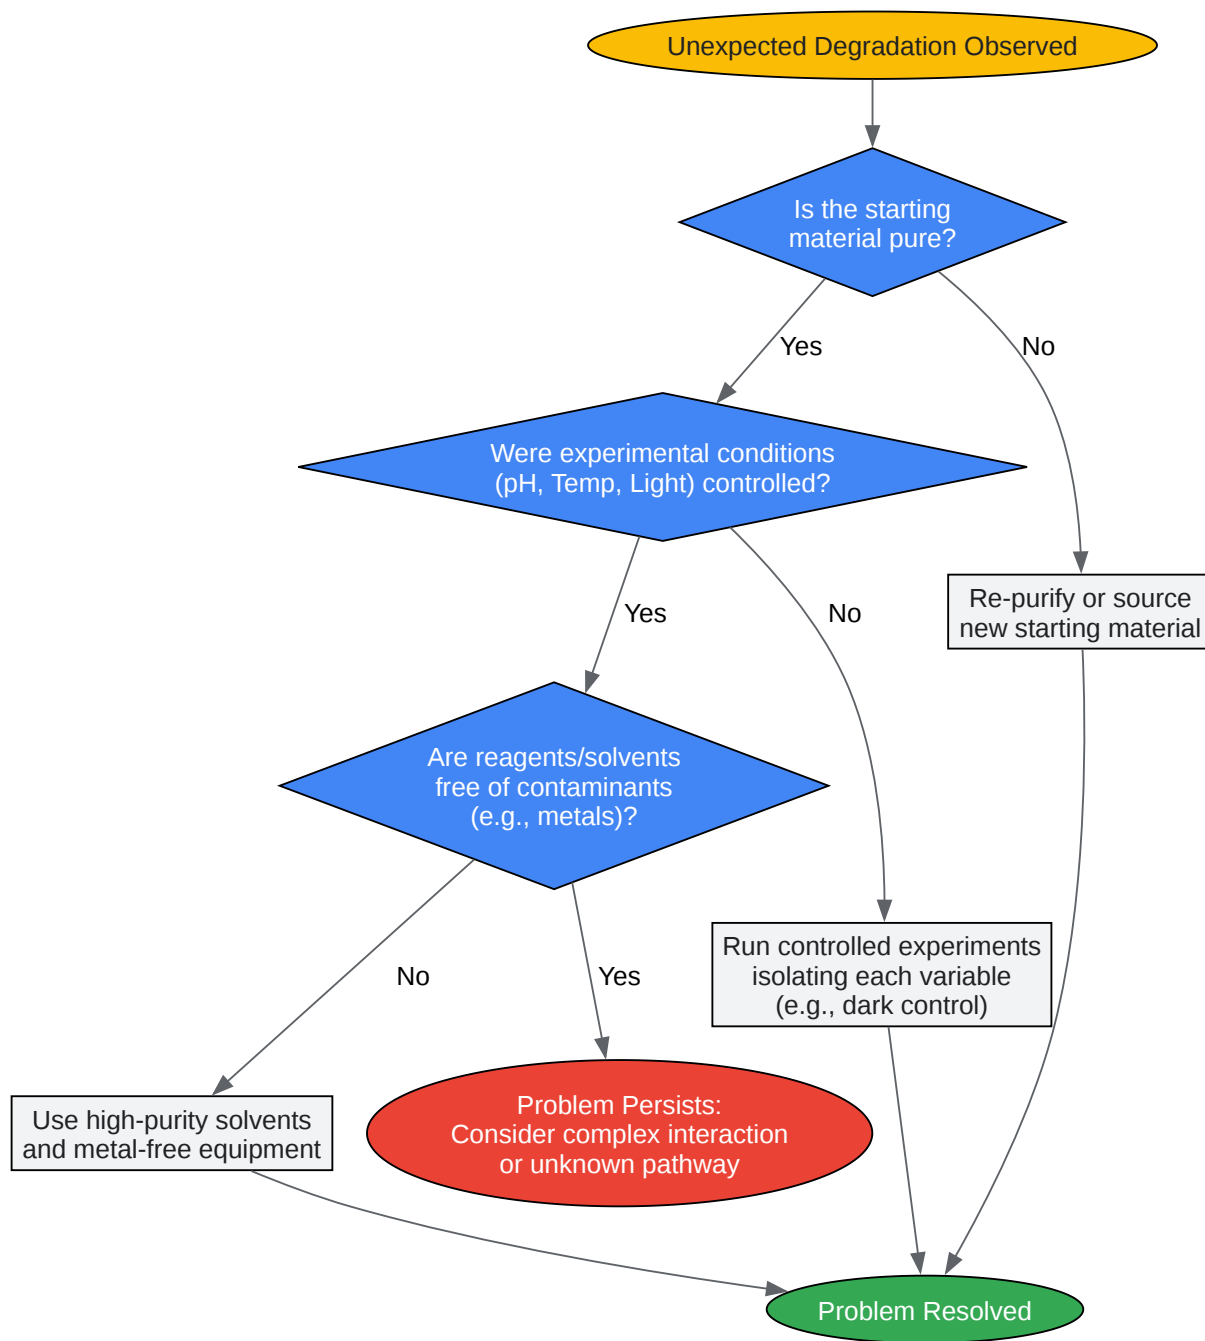 Unexpected Degradation Observed
Is the starting
material pure?
Yes
No
Were experimental conditions
(pH, Temp, Light) controlled?
Yes
No
Re-purify or source
new starting material
Are reagents/solvents
free of contaminants
(e.g., metals)?
No
Yes
Run controlled experiments
isolating each variable
(e.g., dark control)
Use high-purity solvents
and metal-free equipment
Problem Persists:
Consider complex interaction
or unknown pathway
Problem Resolved